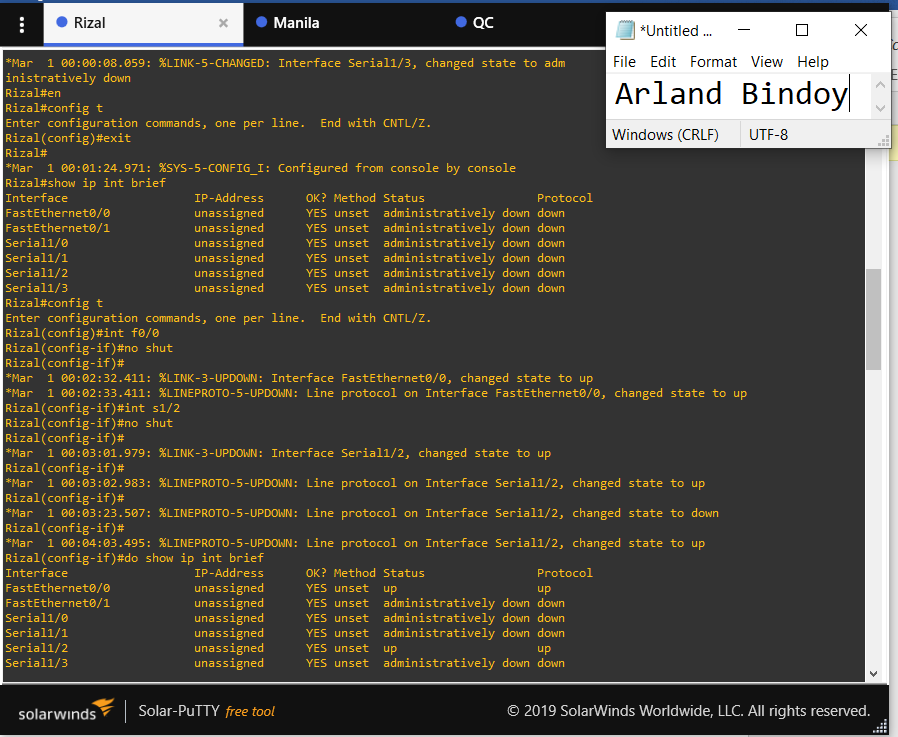 Rizal × Manila QC
*Untitled ...
File Edit Format View Help
Arland Bindoy
Windows (CRLF) UTF-8
*Mar  1 00:00:08.059: %LINK-5-CHANGED: Interface Serial1/3, changed state to adm
inistratively down
Rizal#en
Rizal#config t
Enter configuration commands, one per line.  End with CNTL/Z.
Rizal(config)#exit
Rizal#
*Mar  1 00:01:24.971: %SYS-5-CONFIG_I: Configured from console by console
Rizal#show ip int brief
Interface                  IP-Address      OK? Method Status                Protocol
FastEthernet0/0            unassigned      YES unset  administratively down down
FastEthernet0/1            unassigned      YES unset  administratively down down
Serial1/0                  unassigned      YES unset  administratively down down
Serial1/1                  unassigned      YES unset  administratively down down
Serial1/2                  unassigned      YES unset  administratively down down
Serial1/3                  unassigned      YES unset  administratively down down
Rizal#config t
Enter configuration commands, one per line.  End with CNTL/Z.
Rizal(config)#int f0/0
Rizal(config-if)#no shut
Rizal(config-if)#
*Mar  1 00:02:32.411: %LINK-3-UPDOWN: Interface FastEthernet0/0, changed state to up
*Mar  1 00:02:33.411: %LINEPROTO-5-UPDOWN: Line protocol on Interface FastEthernet0/0, changed state to up
Rizal(config-if)#int s1/2
Rizal(config-if)#no shut
Rizal(config-if)#
*Mar  1 00:03:01.979: %LINK-3-UPDOWN: Interface Serial1/2, changed state to up
Rizal(config-if)#
*Mar  1 00:03:02.983: %LINEPROTO-5-UPDOWN: Line protocol on Interface Serial1/2, changed state to up
Rizal(config-if)#
*Mar  1 00:03:23.507: %LINEPROTO-5-UPDOWN: Line protocol on Interface Serial1/2, changed state to down
Rizal(config-if)#
*Mar  1 00:04:03.495: %LINEPROTO-5-UPDOWN: Line protocol on Interface Serial1/2, changed state to up
Rizal(config-if)#do show ip int brief
Interface                  IP-Address      OK? Method Status                Protocol
FastEthernet0/0            unassigned      YES unset  up                    up
FastEthernet0/1            unassigned      YES unset  administratively down down
Serial1/0                  unassigned      YES unset  administratively down down
Serial1/1                  unassigned      YES unset  administratively down down
Serial1/2                  unassigned      YES unset  up                    up
Serial1/3                  unassigned      YES unset  administratively down down
solarwinds Solar-PuTTY free tool © 2019 SolarWinds Worldwide, LLC. All rights reserved.